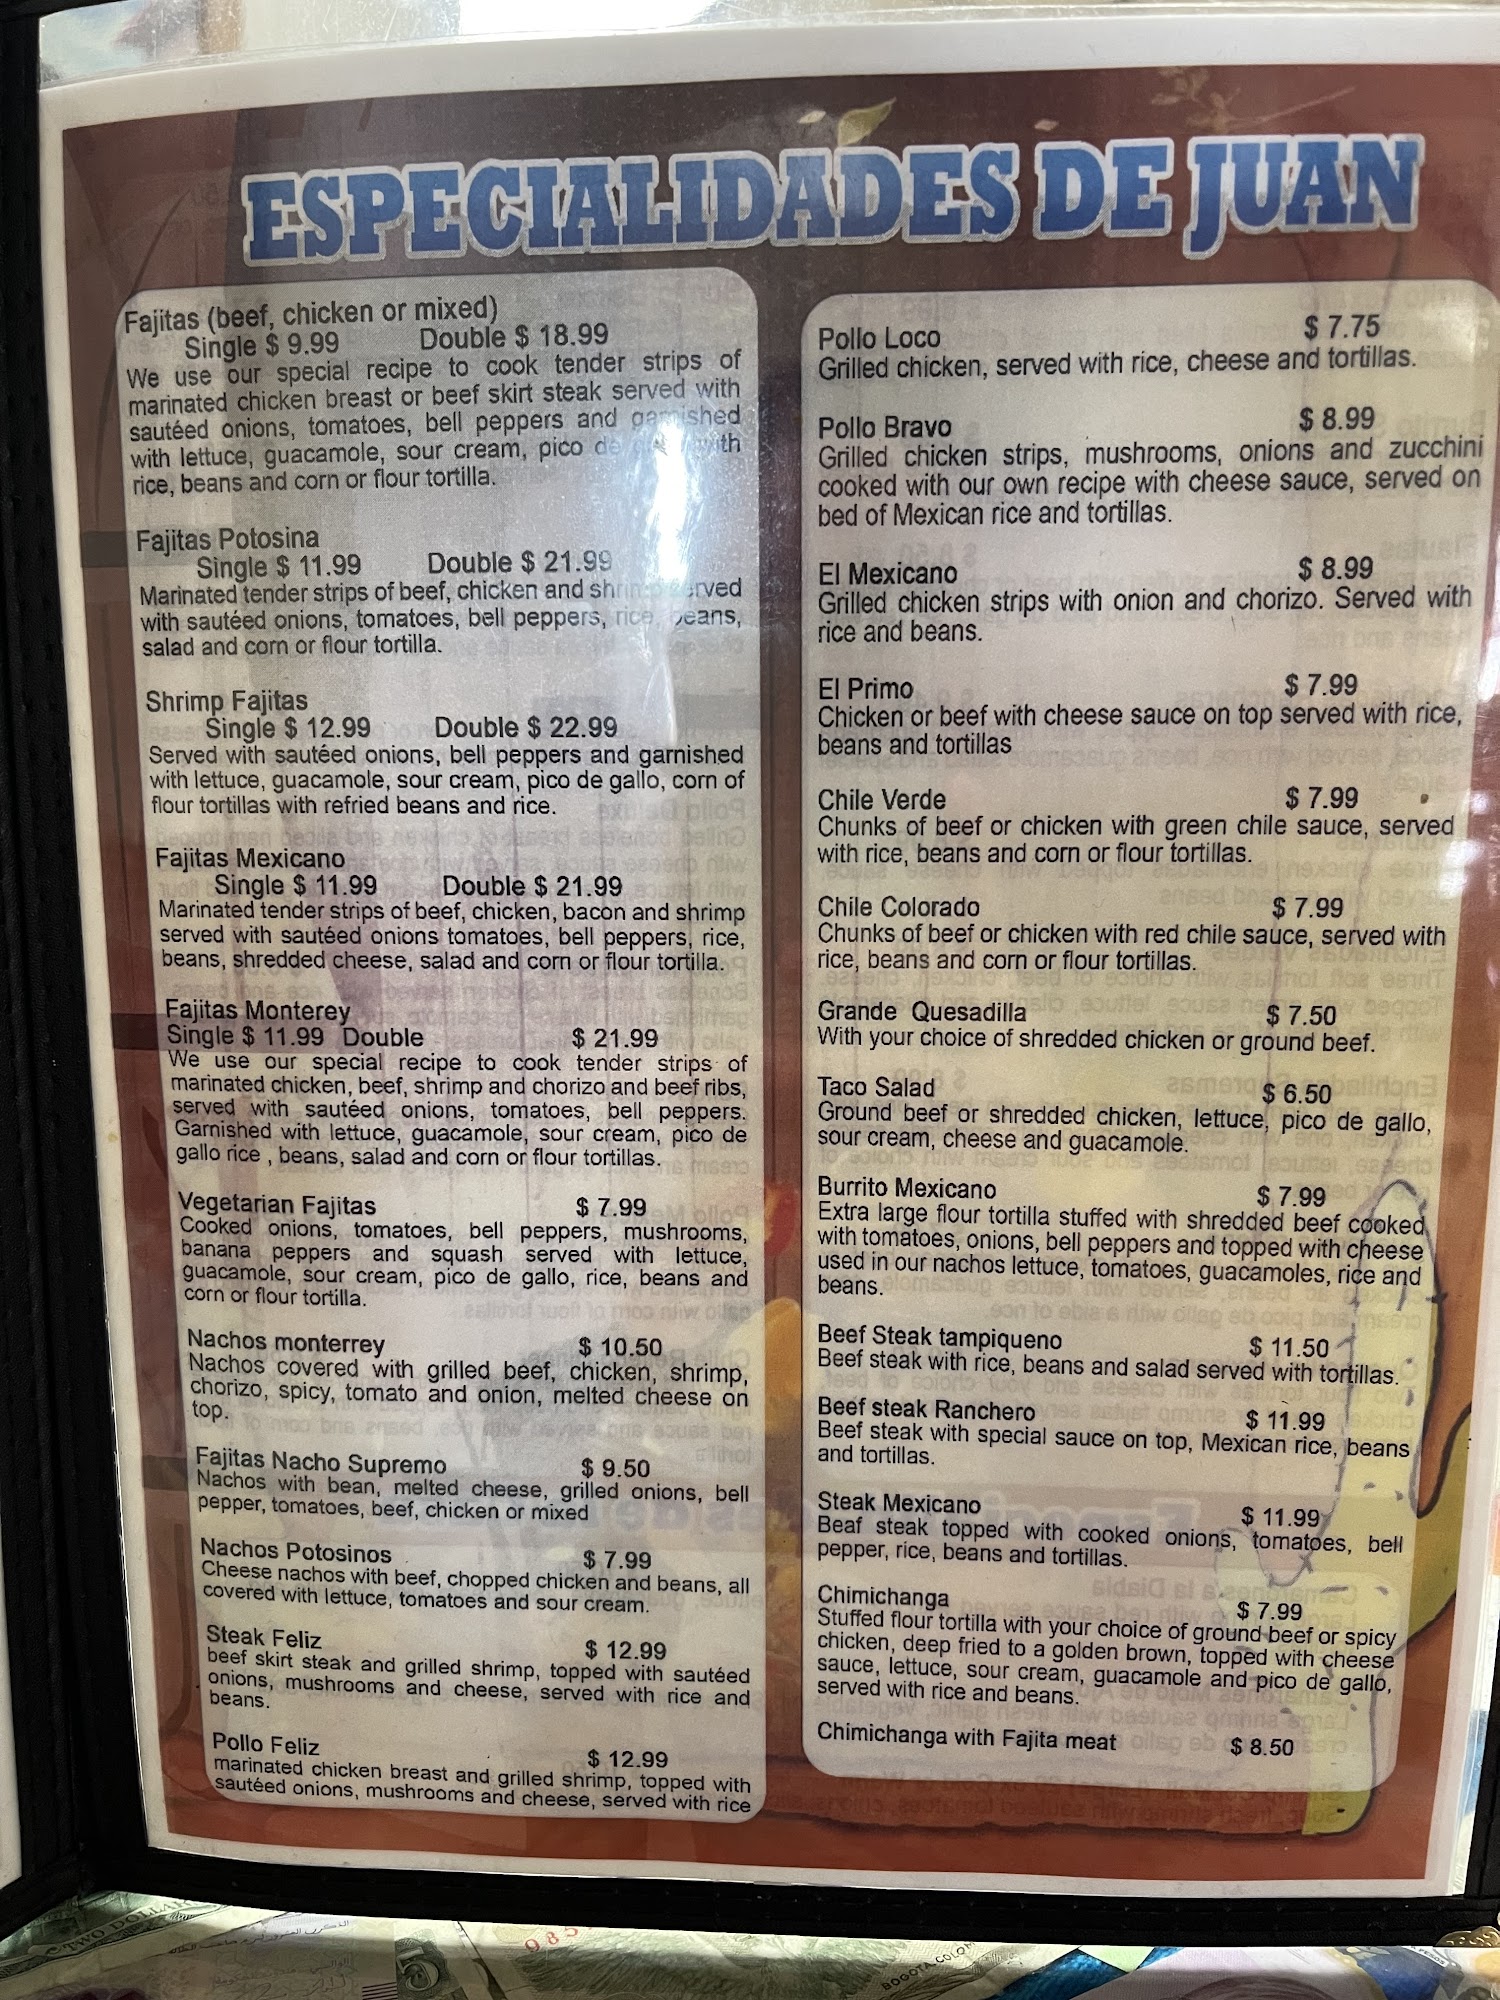 ESPECIALIDADES DE JUAN
Fajitas (beef, chicken or mixed)
Single $ 9.99 Double $ 18.99
We use our special recipe to cook tender strips of
marinated chicken breast or beef skirt steak served with
sautéed onions, tomatoes, bell peppers and garnished
with lettuce, guacamole, sour cream, pico de with
rice, beans and corn or flour tortilla.
Fajitas Potosina
Single $ 11.99 Double $ 21.99
Marinated tender strips of beef, chicken and shrimp served
with sautéed onions, tomatoes, bell peppers, rice, beans,
salad and corn or flour tortilla.
Shrimp Fajitas
Single $ 12.99 Double $ 22.99
Served with sautéed onions, bell peppers and garnished
with lettuce, guacamole, sour cream, pico de gallo, corn of
flour tortillas with refried beans and rice.
Fajitas Mexicano
Single $ 11.99 Double $ 21.99
Marinated tender strips of beef, chicken, bacon and shrimp
served with sautéed onions tomatoes, bell peppers, rice,
beans, shredded cheese, salad and corn or flour tortilla.
Fajitas Monterey
Single $ 11.99 Double $ 21.99
We use our special recipe to cook tender strips of
marinated chicken, beef, shrimp and chorizo and beef ribs,
served with sautéed onions, tomatoes, bell peppers.
Garnished with lettuce, guacamole, sour cream, pico de
gallo rice , beans, salad and corn or flour tortillas.
Vegetarian Fajitas $ 7.99
Cooked onions, tomatoes, bell peppers, mushrooms,
banana peppers and squash served with lettuce,
guacamole, sour cream, pico de gallo, rice, beans and
corn or flour tortilla.
Nachos monterrey $ 10.50
Nachos covered with grilled beef, chicken, shrimp,
chorizo, spicy, tomato and onion, melted cheese on
top.
Fajitas Nacho Supremo $ 9.50
Nachos with bean, melted cheese, grilled onions, bell
pepper, tomatoes, beef, chicken or mixed
Nachos Potosinos $ 7.99
Cheese nachos with beef, chopped chicken and beans, all
covered with lettuce, tomatoes and sour cream.
Steak Feliz $ 12.99
beef skirt steak and grilled shrimp, topped with sautéed
onions, mushrooms and cheese, served with rice and
beans.
Pollo Feliz $ 12.99
marinated chicken breast and grilled shrimp, topped with
sautéed onions, mushrooms and cheese, served with rice
Pollo Loco $ 7.75
Grilled chicken, served with rice, cheese and tortillas.
Pollo Bravo $ 8.99
Grilled chicken strips, mushrooms, onions and zucchini
cooked with our own recipe with cheese sauce, served on
bed of Mexican rice and tortillas.
El Mexicano $ 8.99
Grilled chicken strips with onion and chorizo. Served with
rice and beans.
El Primo $ 7.99
Chicken or beef with cheese sauce on top served with rice,
beans and tortillas
Chile Verde $ 7.99
Chunks of beef or chicken with green chile sauce, served
with rice, beans and corn or flour tortillas.
Chile Colorado $ 7.99
Chunks of beef or chicken with red chile sauce, served with
rice, beans and corn or flour tortillas.
Grande Quesadilla $ 7.50
With your choice of shredded chicken or ground beef.
Taco Salad $ 6.50
Ground beef or shredded chicken, lettuce, pico de gallo,
sour cream, cheese and guacamole.
Burrito Mexicano $ 7.99
Extra large flour tortilla stuffed with shredded beef cooked
with tomatoes, onions, bell peppers and topped with cheese
used in our nachos lettuce, tomatoes, guacamoles, rice and
beans.
Beef Steak tampiqueno $ 11.50
Beef steak with rice, beans and salad served with tortillas.
Beef steak Ranchero $ 11.99
Beef steak with special sauce on top, Mexican rice, beans
and tortillas.
Steak Mexicano $ 11.99
Beaf steak topped with cooked onions, tomatoes, bell
pepper, rice, beans and tortillas.
Chimichanga $ 7.99
Stuffed flour tortilla with your choice of ground beef or spicy
chicken, deep fried to a golden brown, topped with cheese
sauce, lettuce, sour cream, guacamole and pico de gallo,
served with rice and beans.
Chimichanga with Fajita meat $ 8.50
TWO DOLLARS
5
985
BOGOTA COLOM